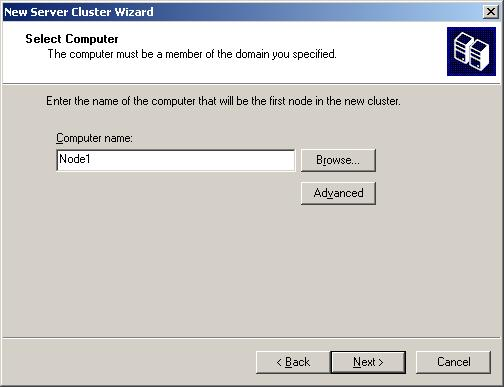 New Server Cluster Wizard
Select Computer
The computer must be a member of the domain you specified.
Enter the name of the computer that will be the first node in the new cluster.
Computer name:
Node1
Browse...
Advanced
< Back
Next >
Cancel